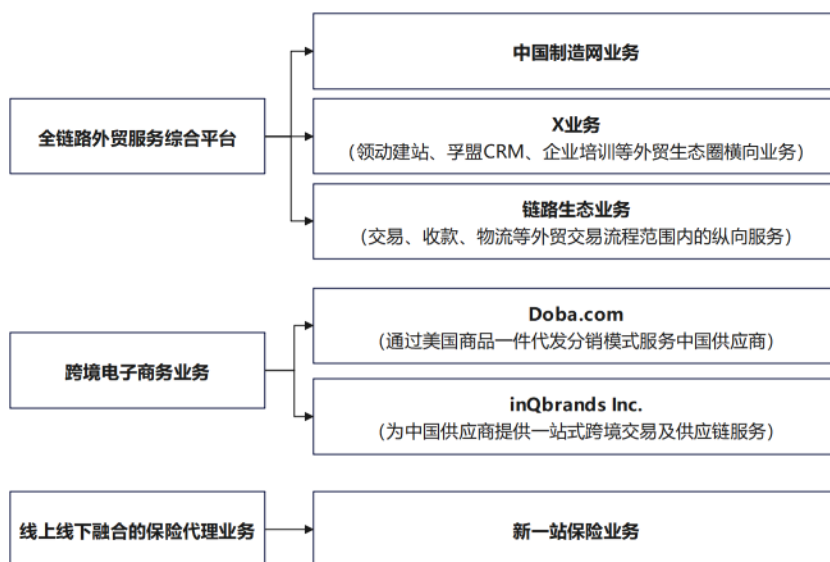 中国制造网业务
全链路外贸服务综合平台
X业务
（领动建站、孚盟CRM、企业培训等外贸生态圈横向业务）
链路生态业务
（交易、收款、物流等外贸交易流程范围内的纵向服务）
Doba.com
（通过美国商品一件代发分销模式服务中国供应商）
跨境电子商务业务
inQbrands Inc.
（为中国供应商提供一站式跨境交易及供应链服务）
线上线下融合的保险代理业务
新一站保险业务